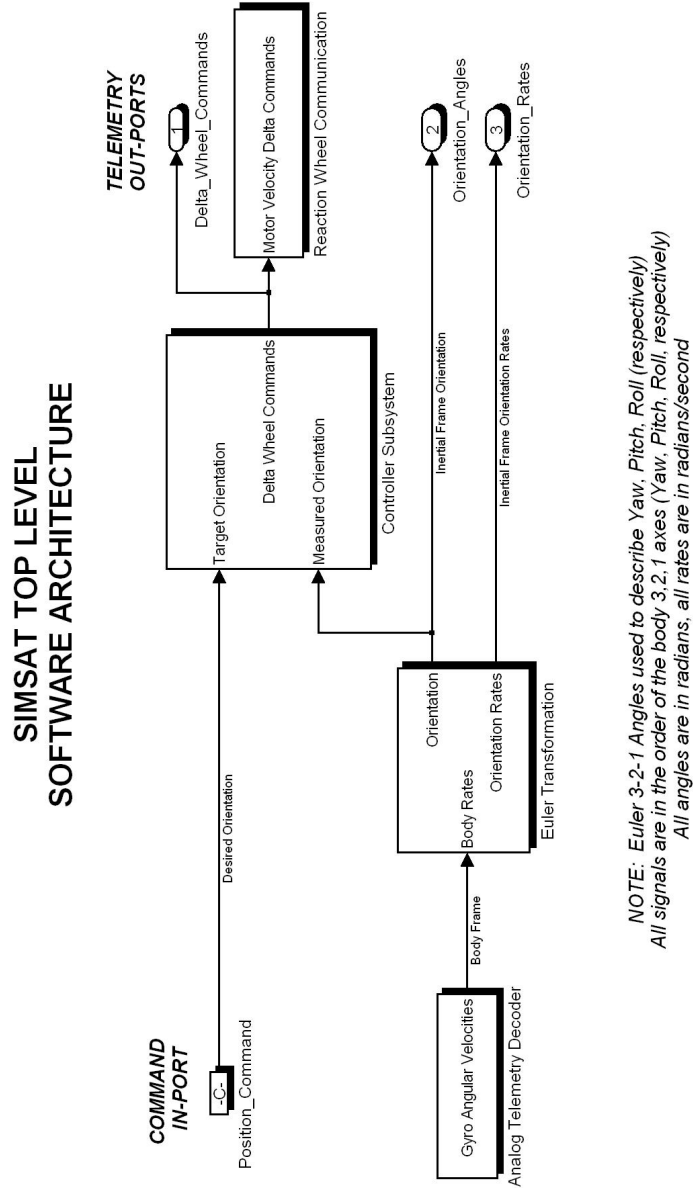 SIMSAT TOP LEVEL
SOFTWARE ARCHITECTURE
COMMAND
IN-PORT
-C-
Position_Command
Desired Orientation
Target Orientation
Delta Wheel Commands
Measured Orientation
Controller Subsystem
TELEMETRY
OUT-PORTS
1
Delta_Wheel_Commands
Motor Velocity Delta Commands
Reaction Wheel Communication
Gyro Angular Velocities
Analog Telemetry Decoder
Body Frame
Body Rates
Orientation
Orientation Rates
Euler Transformation
Inertial Frame Orientation
2
Orientation_Angles
Inertial Frame Orientation Rates
3
Orientation_Rates
NOTE: Euler 3-2-1 Angles used to describe Yaw, Pitch, Roll (respectively)
All signals are in the order of the body 3,2,1 axes (Yaw, Pitch, Roll, respectively)
All angles are in radians, all rates are in radians/second